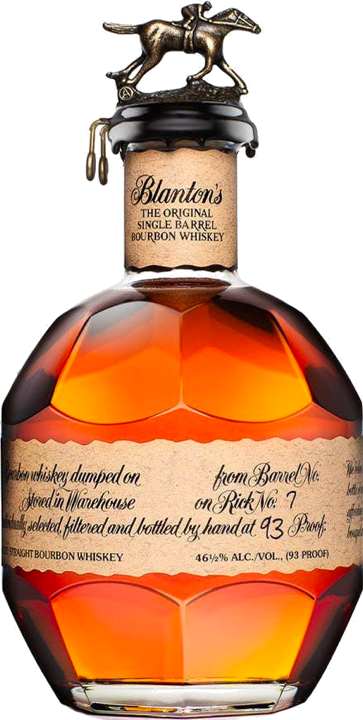 Blanton's
THE ORIGINAL
SINGLE BARREL
BOURBON WHISKEY
whiskey dumped on from Barrel No:
Stored in Warehouse on Rick No: 7
selected, filtered and bottled by hand at 93 Proof.
STRAIGHT BOURBON WHISKEY 46½% ALC./VOL., (93 PROOF)
A